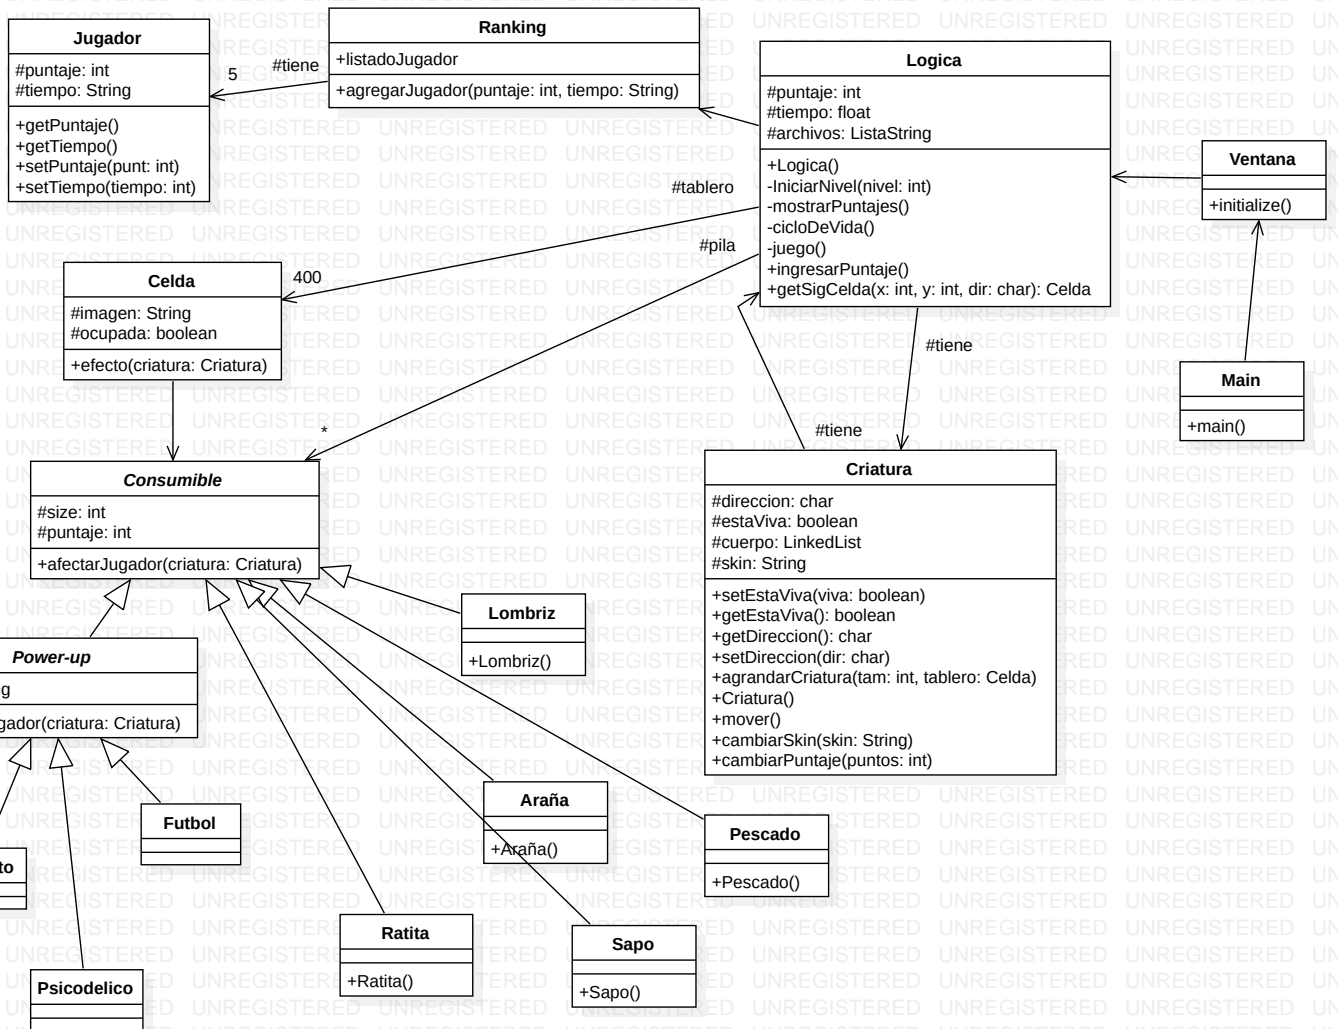 Jugador
#puntaje: int
#tiempo: String
+getPuntaje()
+getTiempo()
+setPuntaje(punt: int)
+setTiempo(tiempo: int)
5
#tiene
Ranking
+listadoJugador
+agregarJugador(puntaje: int, tiempo: String)
Logica
#puntaje: int
#tiempo: float
#archivos: ListaString
+Logica()
-IniciarNivel(nivel: int)
-mostrarPuntajes()
-cicloDeVida()
-juego()
+ingresarPuntaje()
+getSigCelda(x: int, y: int, dir: char): Celda
Ventana
+initialize()
#tablero
#pila
400
Celda
#imagen: String
#ocupada: boolean
+efecto(criatura: Criatura)
#tiene
Main
+main()
*
#tiene
Consumible
#size: int
#puntaje: int
+afectarJugador(criatura: Criatura)
Criatura
#direccion: char
#estaViva: boolean
#cuerpo: LinkedList
#skin: String
+setEstaViva(viva: boolean)
+getEstaViva(): boolean
+getDireccion(): char
+setDireccion(dir: char)
+agrandarCriatura(tam: int, tablero: Celda)
+Criatura()
+mover()
+cambiarSkin(skin: String)
+cambiarPuntaje(puntos: int)
Lombriz
+Lombriz()
Power-up
g
gador(criatura: Criatura)
Futbol
to
Araña
+Araña()
Pescado
+Pescado()
Ratita
+Ratita()
Sapo
+Sapo()
Psicodelico
UNREGISTERED